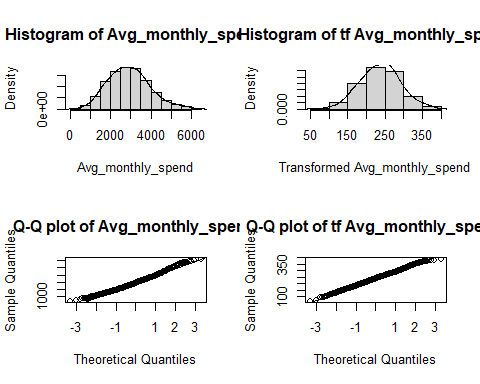 Histogram of Avg_monthly_spe
Histogram of tf Avg_monthly_sp
Density
0e+00
0 2000 4000 6000
Avg_monthly_spend
Density
0.000
50 150 250 350
Transformed Avg_monthly_spend
Q-Q plot of Avg_monthly_sper
Q-Q plot of tf Avg_monthly_spe
Sample Quantiles
1000
-3 -1 1 2 3
Theoretical Quantiles
Sample Quantiles
100 350
-3 -1 1 2 3
Theoretical Quantiles